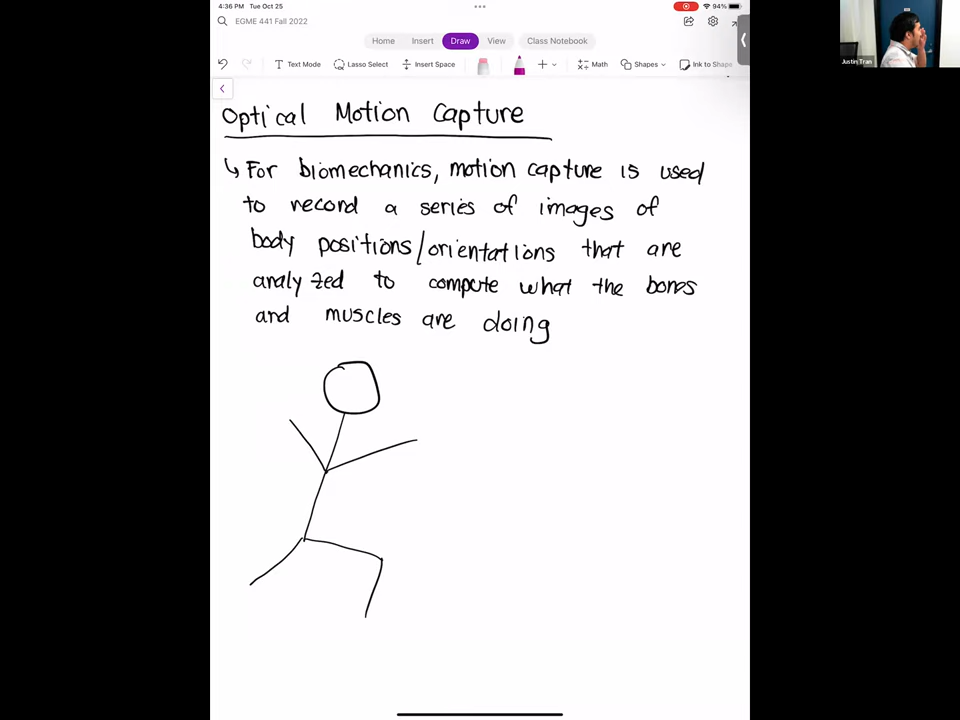 4:36 PM Tue Oct 25
94%
EGME 441 Fall 2022
Home Insert Draw View Class Notebook
Text Mode Lasso Select Insert Space Math Shapes Ink to Shape
Justin Tran
Optical Motion Capture
↳ For biomechanics, motion capture is used
to record a series of images of
body positions/orientations that are
analyzed to compute what the bones
and muscles are doing